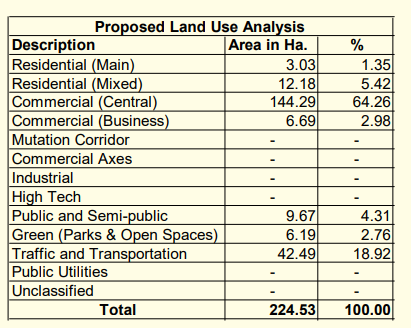 Proposed Land Use Analysis
Description Area in Ha. %
Residential (Main) 3.03 1.35
Residential (Mixed) 12.18 5.42
Commercial (Central) 144.29 64.26
Commercial (Business) 6.69 2.98
Mutation Corridor - -
Commercial Axes - -
Industrial - -
High Tech - -
Public and Semi-public 9.67 4.31
Green (Parks & Open Spaces) 6.19 2.76
Traffic and Transportation 42.49 18.92
Public Utilities - -
Unclassified - -
Total 224.53 100.00